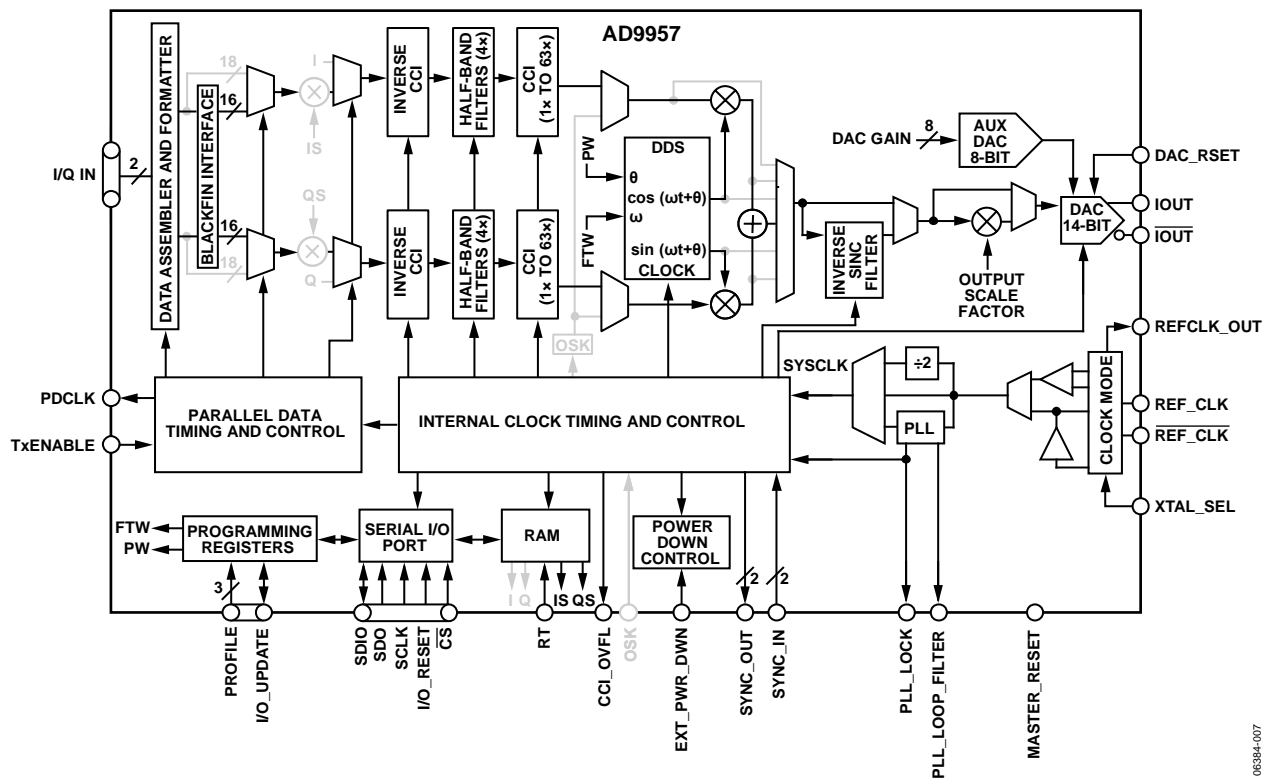 AD9957
DATA ASSEMBLER AND FORMATTER
BLACKFIN INTERFACE
18
16
16
18
I
IS
QS
Q
INVERSE
CCI
HALF-BAND
FILTERS (4×)
CCI
(1× TO 63×)
INVERSE
CCI
HALF-BAND
FILTERS (4×)
CCI
(1× TO 63×)
I/Q IN
2
PW
FTW
DDS
θ
cos (ωt+θ)
ω
sin (ωt+θ)
CLOCK
OSK
DAC GAIN
8
AUX
DAC
8-BIT
DAC
14-BIT
DAC_RSET
IOUT
IOUT
INVERSE
SINC
FILTER
OUTPUT
SCALE
FACTOR
REFCLK_OUT
CLOCK MODE
REF_CLK
REF_CLK
XTAL_SEL
SYSCLK
÷2
PLL
PDCLK
TxENABLE
PARALLEL DATA
TIMING AND CONTROL
INTERNAL CLOCK TIMING AND CONTROL
FTW
PW
PROGRAMMING
REGISTERS
SERIAL I/O
PORT
RAM
POWER
DOWN
CONTROL
3
I
Q
IS
QS
2
2
PROFILE
I/O_UPDATE
SDIO
SDO
SCLK
I/O_RESET
CS
RT
CCI_OVFL
OSK
EXT_PWR_DWN
SYNC_OUT
SYNC_IN
PLL_LOCK
PLL_LOOP_FILTER
MASTER_RESET
06384-007